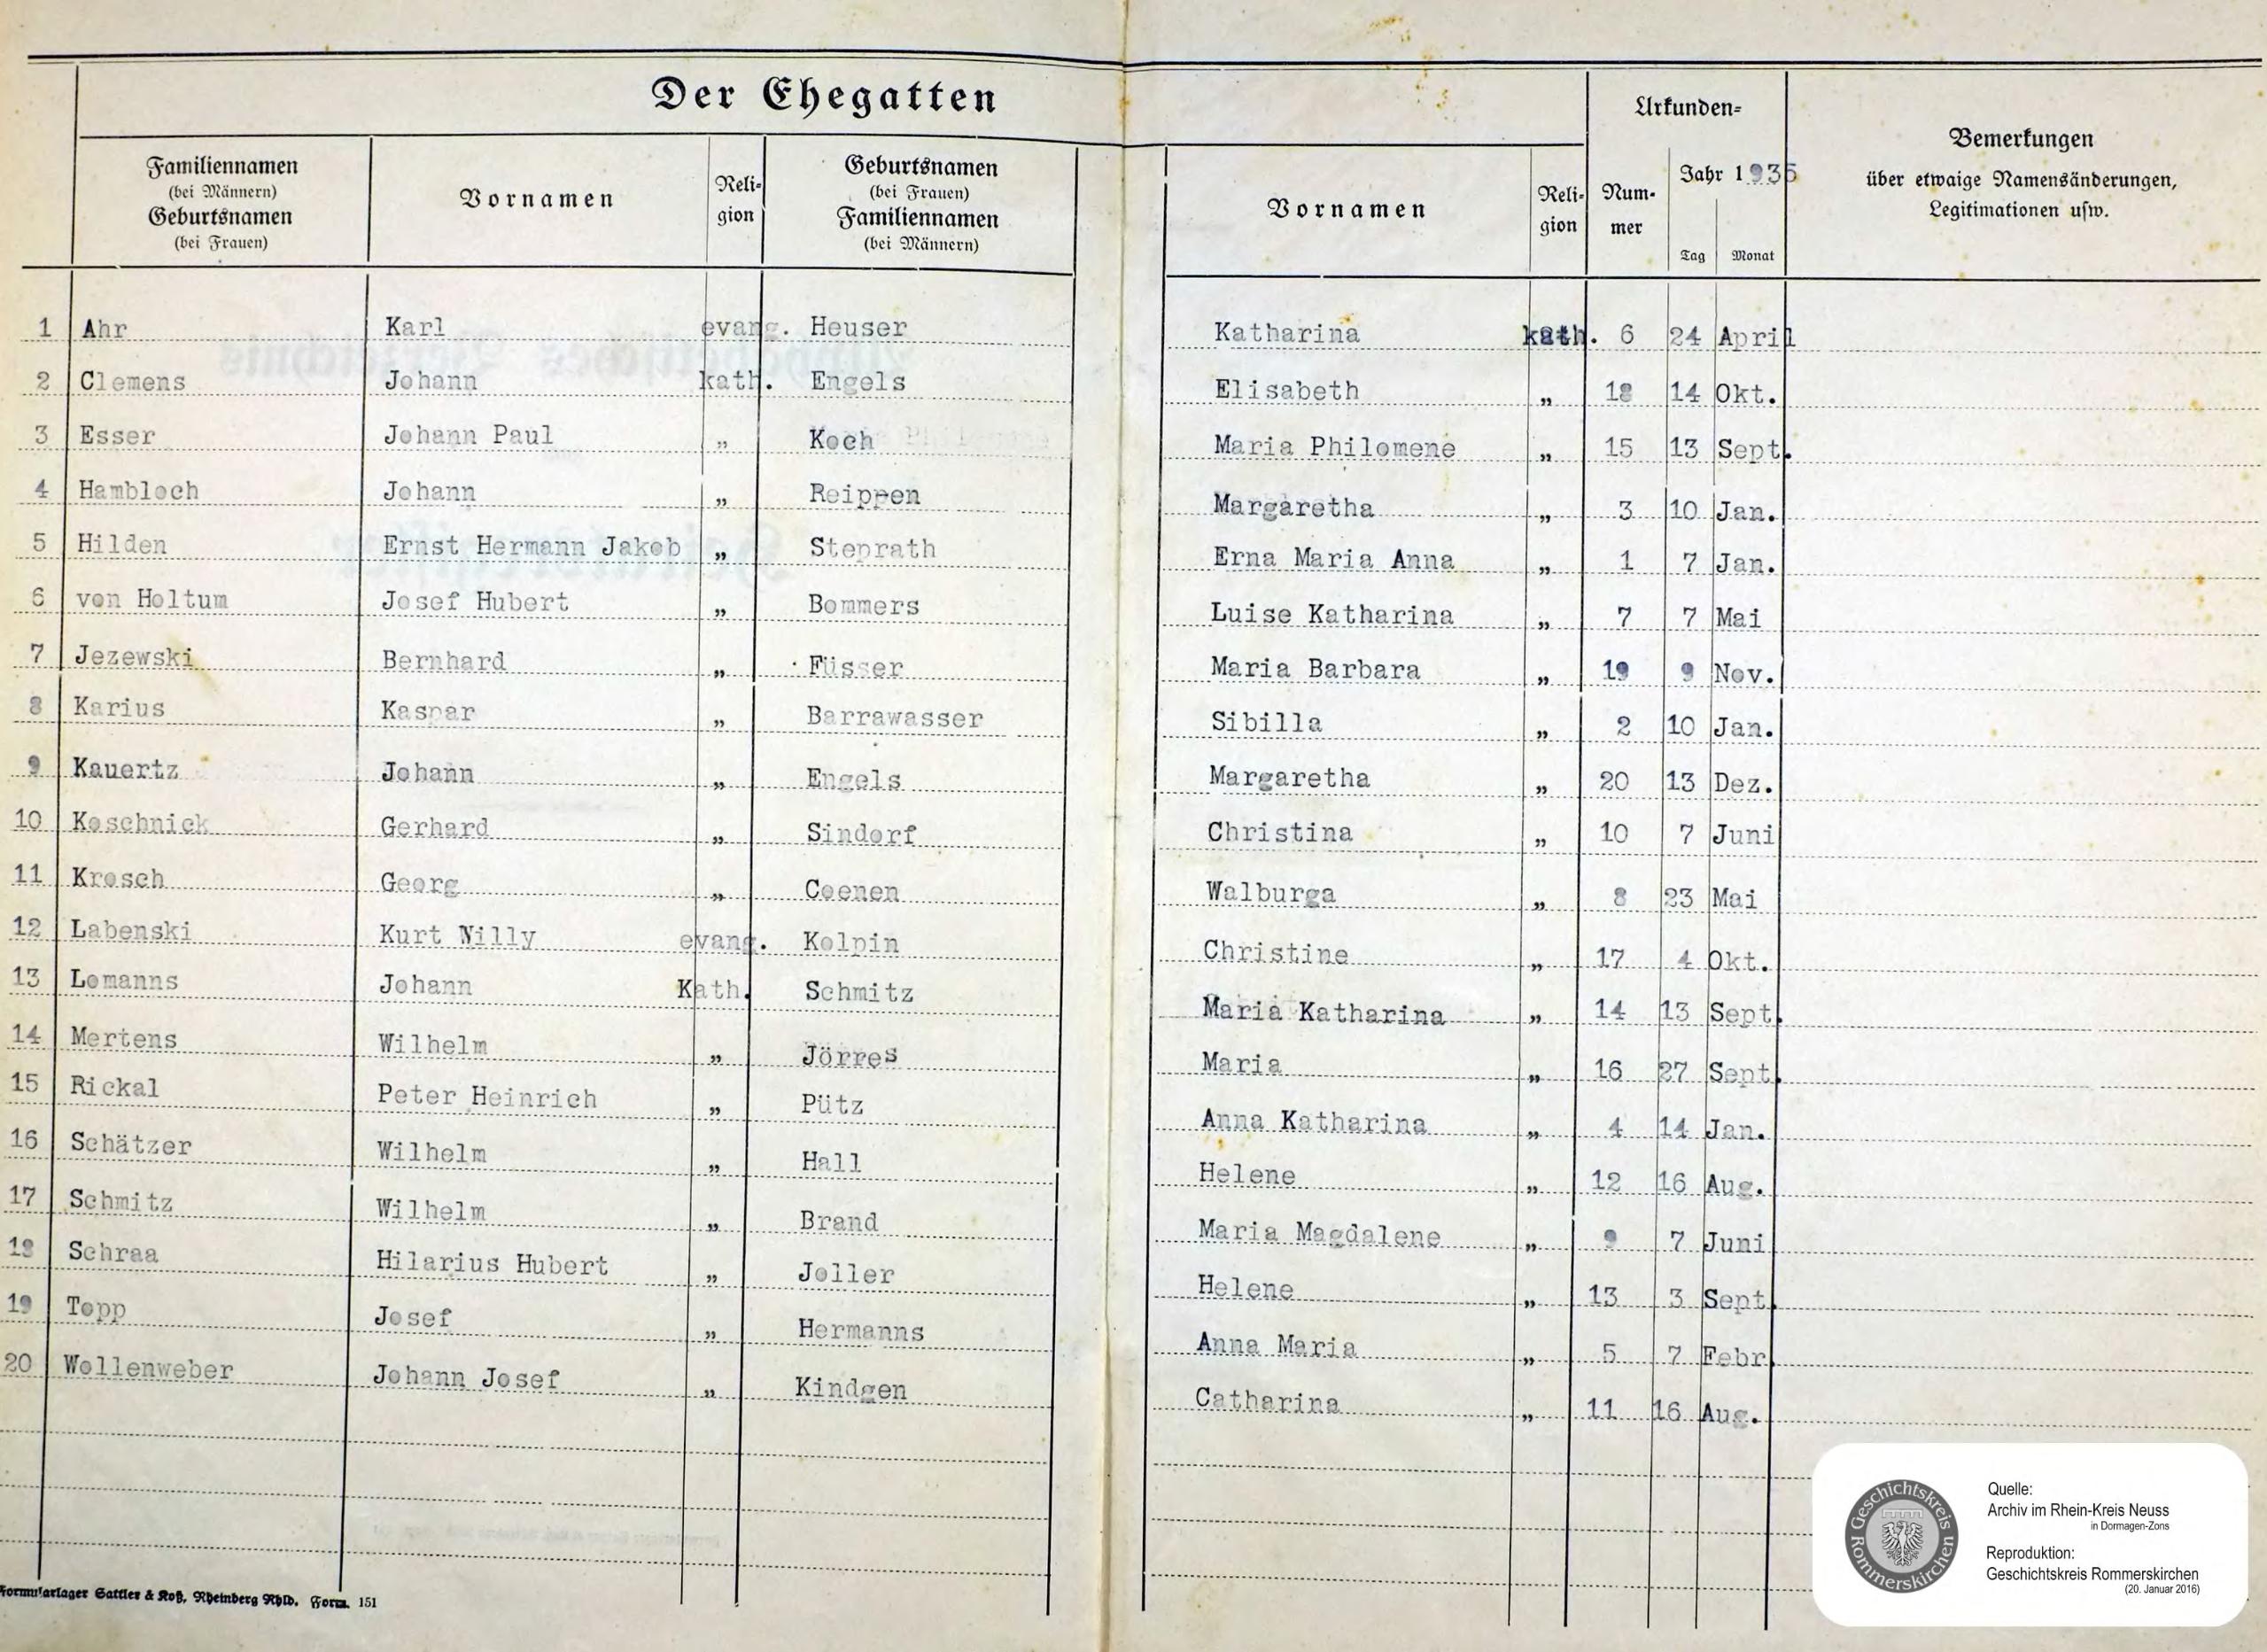 Der Ehegatten
Familiennamen
(bei Männern)
Geburtsnamen
(bei Frauen)
Vornamen
Reli-
gion
Geburtsnamen
(bei Frauen)
Familiennamen
(bei Männern)
Vornamen
Reli-
gion
Urkunden-
Num-
mer
Jahr 1935
Tag Monat
Bemerkungen
über etwaige Namensänderungen,
Legitimationen usw.
1 Ahr Karl evang. Heuser Katharina kath. 6 24 April
2 Clemens Johann kath. Engels Elisabeth „ 18 14 Okt.
3 Esser Johann Paul „ Koch Maria Philomene „ 15 13 Sept.
4 Hambloch Johann „ Reippen Margaretha „ 3 10 Jan.
5 Hilden Ernst Hermann Jakob „ Steprath Erna Maria Anna „ 1 7 Jan.
6 von Holtum Josef Hubert „ Bommers Luise Katharina „ 7 7 Mai
7 Jezewski Bernhard „ Füsser Maria Barbara „ 19 9 Nov.
8 Karius Kaspar „ Barrawasser Sibilla „ 2 10 Jan.
9 Kauertz Johann „ Engels Margaretha „ 20 13 Dez.
10 Koschnick Gerhard „ Sindorf Christina „ 10 7 Juni
11 Krosch Georg „ Coenen Walburga „ 8 23 Mai
12 Labenski Kurt Willy evang. Kolpin Christine „ 17 4 Okt.
13 Lomanns Johann Kath. Schmitz Maria Katharina „ 14 13 Sept.
14 Mertens Wilhelm „ Jörres Maria „ 16 27 Sept.
15 Rickal Peter Heinrich „ Pütz Anna Katharina „ 4 14 Jan.
16 Schätzer Wilhelm „ Hall Helene „ 12 16 Aug.
17 Schmitz Wilhelm „ Brand Maria Magdalene „ 9 7 Juni
18 Schraa Hilarius Hubert „ Joller Helene „ 13 3 Sept.
19 Topp Josef „ Hermanns Anna Maria „ 5 7 Febr.
20 Wollenweber Johann Josef „ Kindgen Catharina „ 11 16 Aug.
Formularlager Sattler & Koß, Rheinberg Rhld. Form. 151
Geschichtskreis
Rommerskirchen
Quelle:
Archiv im Rhein-Kreis Neuss
in Dormagen-Zons
Reproduktion:
Geschichtskreis Rommerskirchen
(20. Januar 2016)